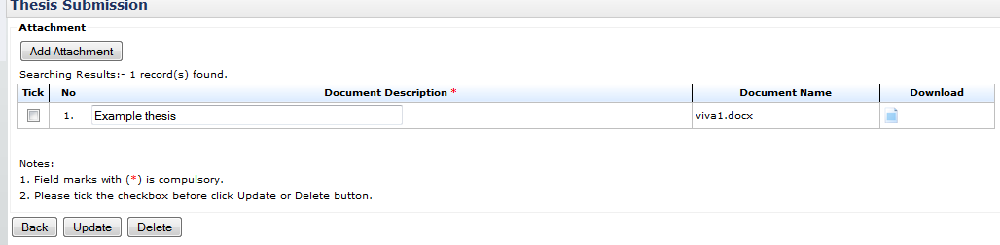 Thesis Submission
Attachment
Add Attachment
Searching Results:- 1 record(s) found.
Tick No Document Description * Document Name Download
1. Example thesis viva1.docx
Notes:
1. Field marks with (*) is compulsory.
2. Please tick the checkbox before click Update or Delete button.
Back Update Delete